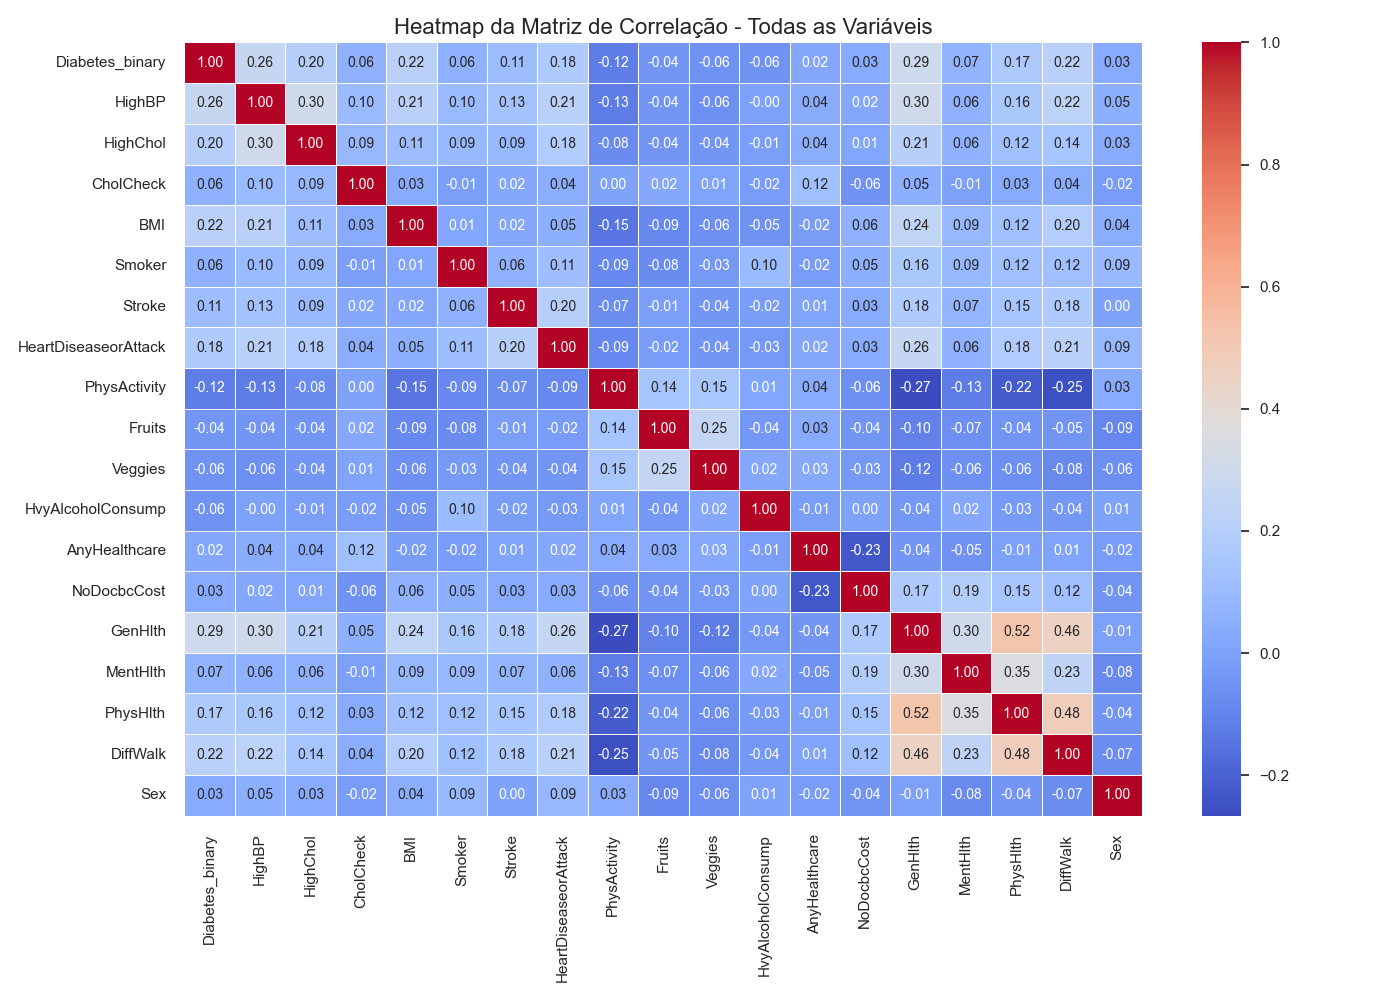 Heatmap da Matriz de Correlação - Todas as Variáveis
Diabetes_binary 1.00 0.26 0.20 0.06 0.22 0.06 0.11 0.18 -0.12 -0.04 -0.06 -0.06 0.02 0.03 0.29 0.07 0.17 0.22 0.03
HighBP 0.26 1.00 0.30 0.10 0.21 0.10 0.13 0.21 -0.13 -0.04 -0.06 -0.00 0.04 0.02 0.30 0.06 0.16 0.22 0.05
HighChol 0.20 0.30 1.00 0.09 0.11 0.09 0.09 0.18 -0.08 -0.04 -0.04 -0.01 0.04 0.01 0.21 0.06 0.12 0.14 0.03
CholCheck 0.06 0.10 0.09 1.00 0.03 -0.01 0.02 0.04 0.00 0.02 0.01 -0.02 0.12 -0.06 0.05 -0.01 0.03 0.04 -0.02
BMI 0.22 0.21 0.11 0.03 1.00 0.01 0.02 0.05 -0.15 -0.09 -0.06 -0.05 -0.02 0.06 0.24 0.09 0.12 0.20 0.04
Smoker 0.06 0.10 0.09 -0.01 0.01 1.00 0.06 0.11 -0.09 -0.08 -0.03 0.10 -0.02 0.05 0.16 0.09 0.12 0.12 0.09
Stroke 0.11 0.13 0.09 0.02 0.02 0.06 1.00 0.20 -0.07 -0.01 -0.04 -0.02 0.01 0.03 0.18 0.07 0.15 0.18 0.00
HeartDiseaseorAttack 0.18 0.21 0.18 0.04 0.05 0.11 0.20 1.00 -0.09 -0.02 -0.04 -0.03 0.02 0.03 0.26 0.06 0.18 0.21 0.09
PhysActivity -0.12 -0.13 -0.08 0.00 -0.15 -0.09 -0.07 -0.09 1.00 0.14 0.15 0.01 0.04 -0.06 -0.27 -0.13 -0.22 -0.25 0.03
Fruits -0.04 -0.04 -0.04 0.02 -0.09 -0.08 -0.01 -0.02 0.14 1.00 0.25 -0.04 0.03 -0.04 -0.10 -0.07 -0.04 -0.05 -0.09
Veggies -0.06 -0.06 -0.04 0.01 -0.06 -0.03 -0.04 -0.04 0.15 0.25 1.00 0.02 0.03 -0.03 -0.12 -0.06 -0.06 -0.08 -0.06
HvyAlcoholConsump -0.06 -0.00 -0.01 -0.02 -0.05 0.10 -0.02 -0.03 0.01 -0.04 0.02 1.00 -0.01 0.00 -0.04 0.02 -0.03 -0.04 0.01
AnyHealthcare 0.02 0.04 0.04 0.12 -0.02 -0.02 0.01 0.02 0.04 0.03 0.03 -0.01 1.00 -0.23 -0.04 -0.05 -0.01 0.01 -0.02
NoDocbcCost 0.03 0.02 0.01 -0.06 0.06 0.05 0.03 0.03 -0.06 -0.04 -0.03 0.00 -0.23 1.00 0.17 0.19 0.15 0.12 -0.04
GenHlth 0.29 0.30 0.21 0.05 0.24 0.16 0.18 0.26 -0.27 -0.10 -0.12 -0.04 -0.04 0.17 1.00 0.30 0.52 0.46 -0.01
MentHlth 0.07 0.06 0.06 -0.01 0.09 0.09 0.07 0.06 -0.13 -0.07 -0.06 0.02 -0.05 0.19 0.30 1.00 0.35 0.23 -0.08
PhysHlth 0.17 0.16 0.12 0.03 0.12 0.12 0.15 0.18 -0.22 -0.04 -0.06 -0.03 -0.01 0.15 0.52 0.35 1.00 0.48 -0.04
DiffWalk 0.22 0.22 0.14 0.04 0.20 0.12 0.18 0.21 -0.25 -0.05 -0.08 -0.04 0.01 0.12 0.46 0.23 0.48 1.00 -0.07
Sex 0.03 0.05 0.03 -0.02 0.04 0.09 0.00 0.09 0.03 -0.09 -0.06 0.01 -0.02 -0.04 -0.01 -0.08 -0.04 -0.07 1.00
Diabetes_binary
HighBP
HighChol
CholCheck
BMI
Smoker
Stroke
HeartDiseaseorAttack
PhysActivity
Fruits
Veggies
HvyAlcoholConsump
AnyHealthcare
NoDocbcCost
GenHlth
MentHlth
PhysHlth
DiffWalk
Sex
1.0
0.8
0.6
0.4
0.2
0.0
−0.2